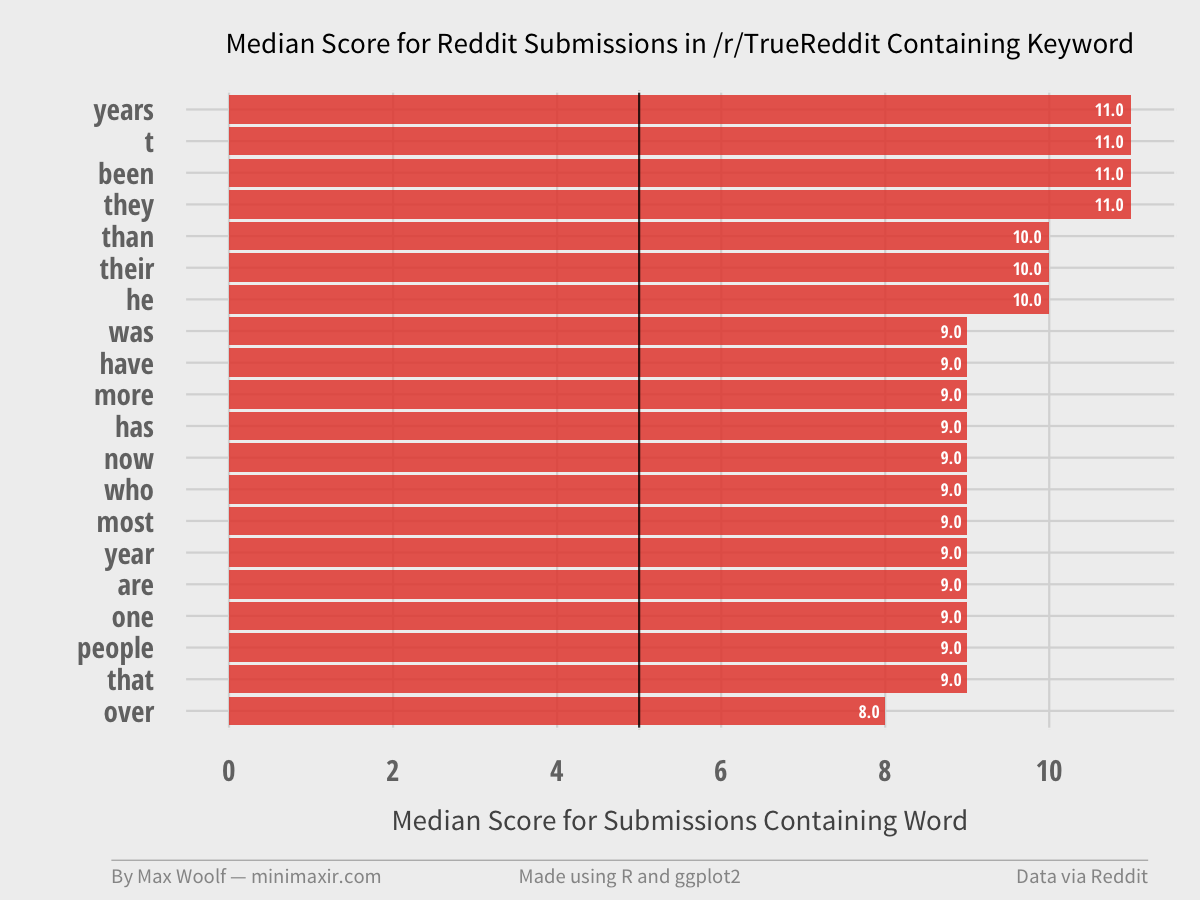 Median Score for Reddit Submissions in /r/TrueReddit Containing Keyword
years 11.0
t 11.0
been 11.0
they 11.0
than 10.0
their 10.0
he 10.0
was 9.0
have 9.0
more 9.0
has 9.0
now 9.0
who 9.0
most 9.0
year 9.0
are 9.0
one 9.0
people 9.0
that 9.0
over 8.0
0 2 4 6 8 10
Median Score for Submissions Containing Word
By Max Woolf — minimaxir.com Made using R and ggplot2 Data via Reddit